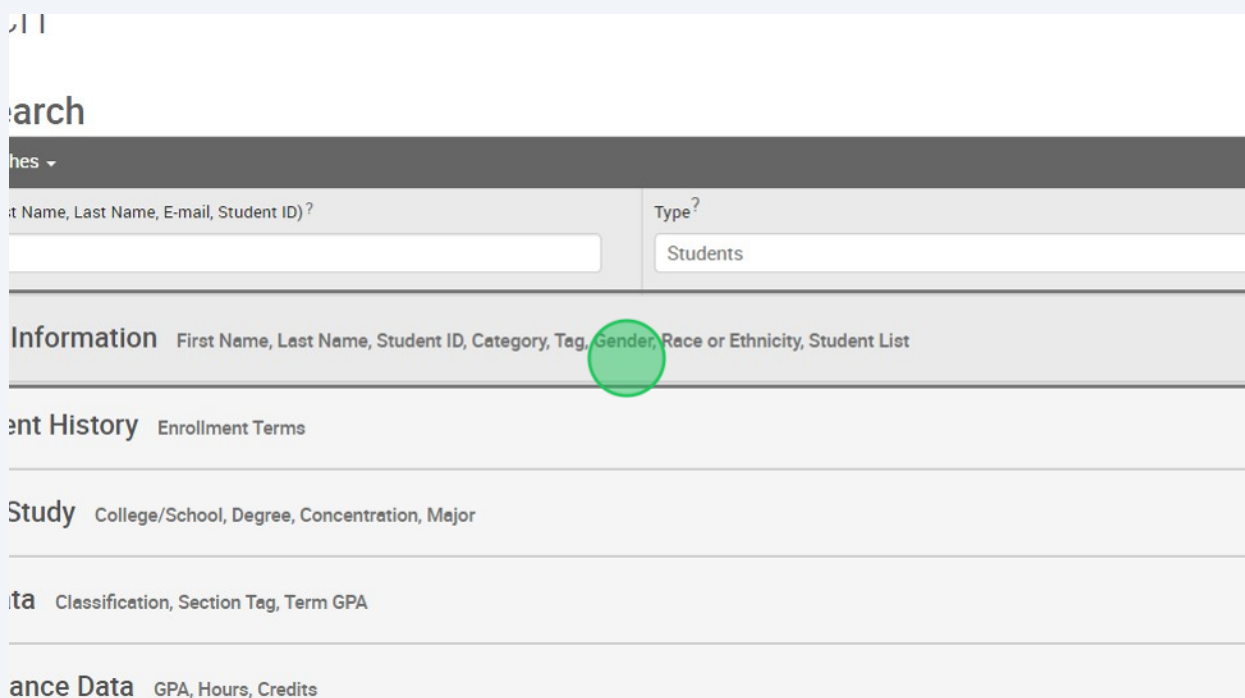 earch
hes
t Name, Last Name, E-mail, Student ID)?
Type?
Students
Information First Name, Last Name, Student ID, Category, Tag, Gender, Race or Ethnicity, Student List
ent History Enrollment Terms
Study College/School, Degree, Concentration, Major
ta Classification, Section Tag, Term GPA
ance Data GPA, Hours, Credits